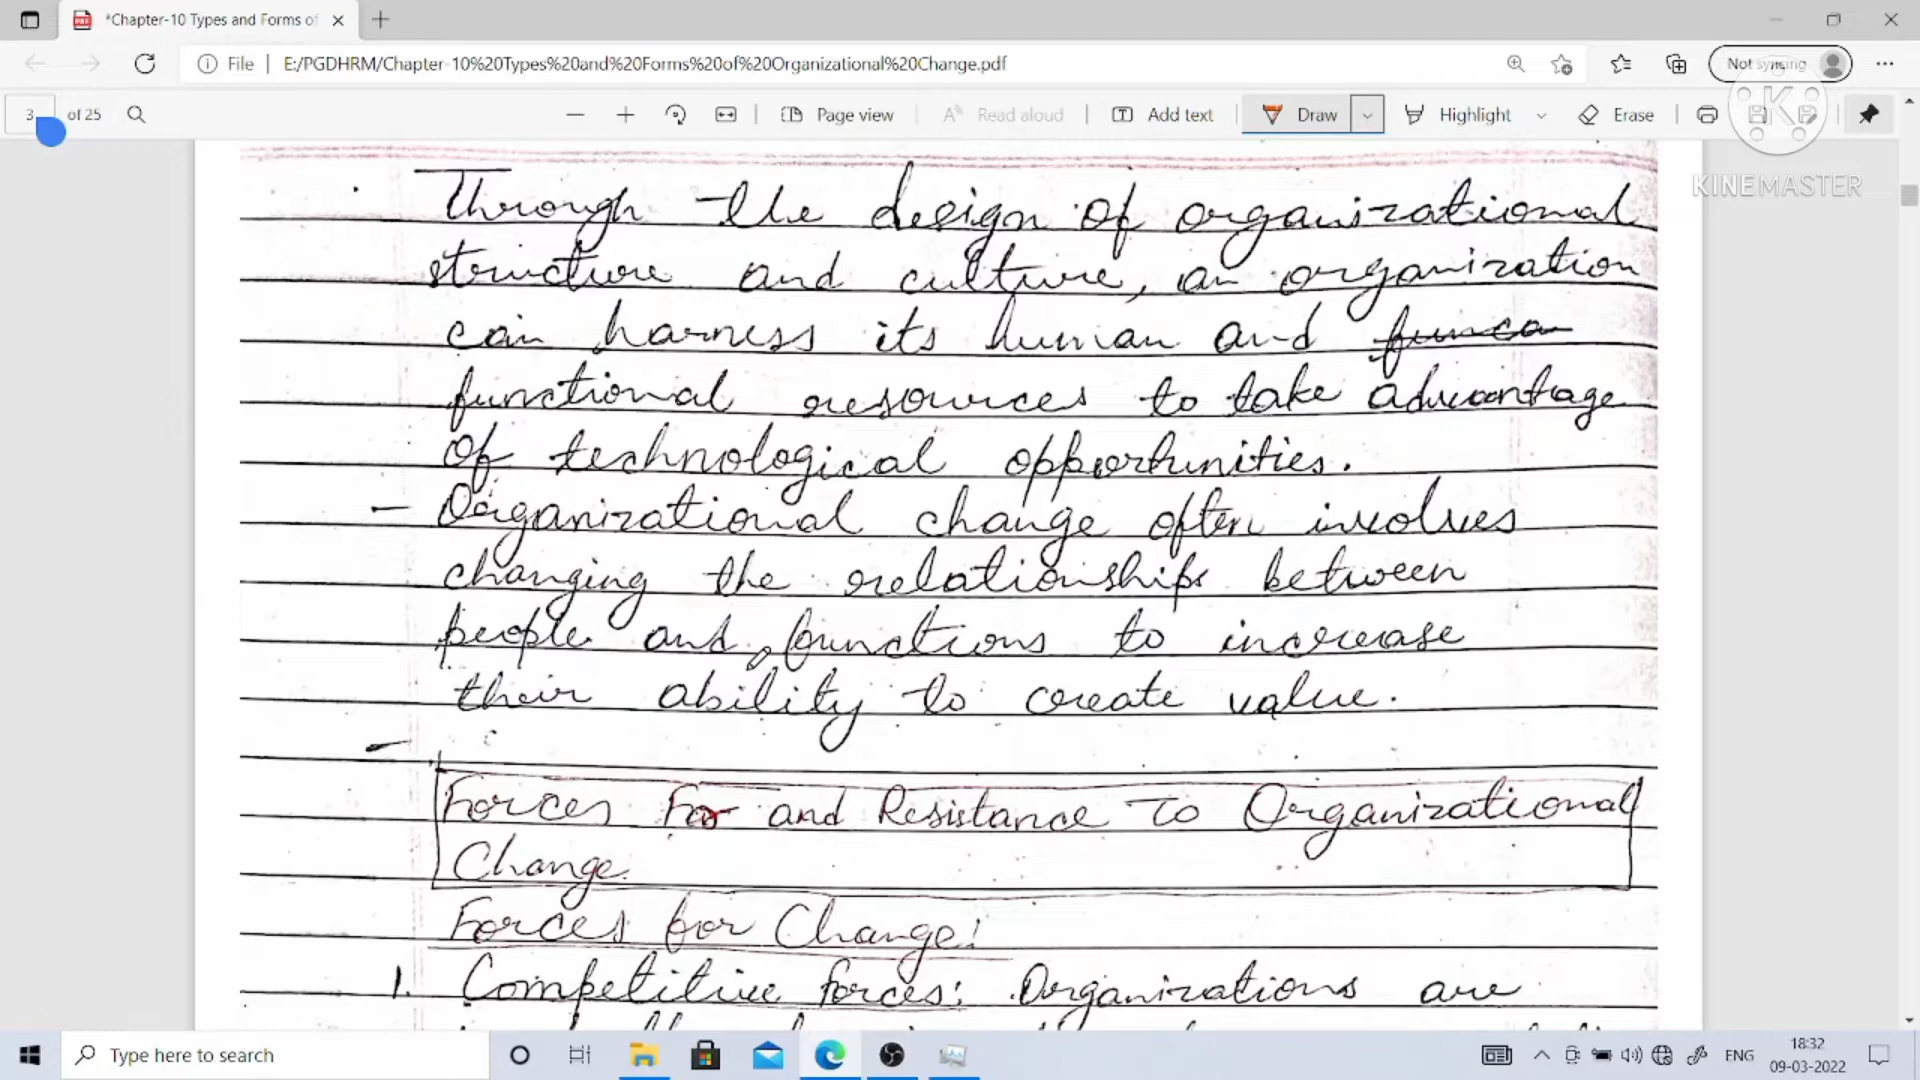 *Chapter-10 Types and Forms of
File | E:/PGDHRM/Chapter-10%20Types%20and%20Forms%20of%20Organizational%20Change.pdf
Not syncing
3 of 25
Page view
Read aloud
Add text
Draw
Highlight
Erase
K
KINEMASTER
Through the design of organizational
structure and culture, an organization
can harness its human and funca
functional resources to take advantage
of technological opportunities.
- Organizational change often involves
changing the relationships between
people and functions to increase
their ability to create value.
-
Forces For and Resistance To Organizational
Change.
Forces for Change:
1. Competitive forces: Organizations are
Type here to search
ENG
18:32
09-03-2022